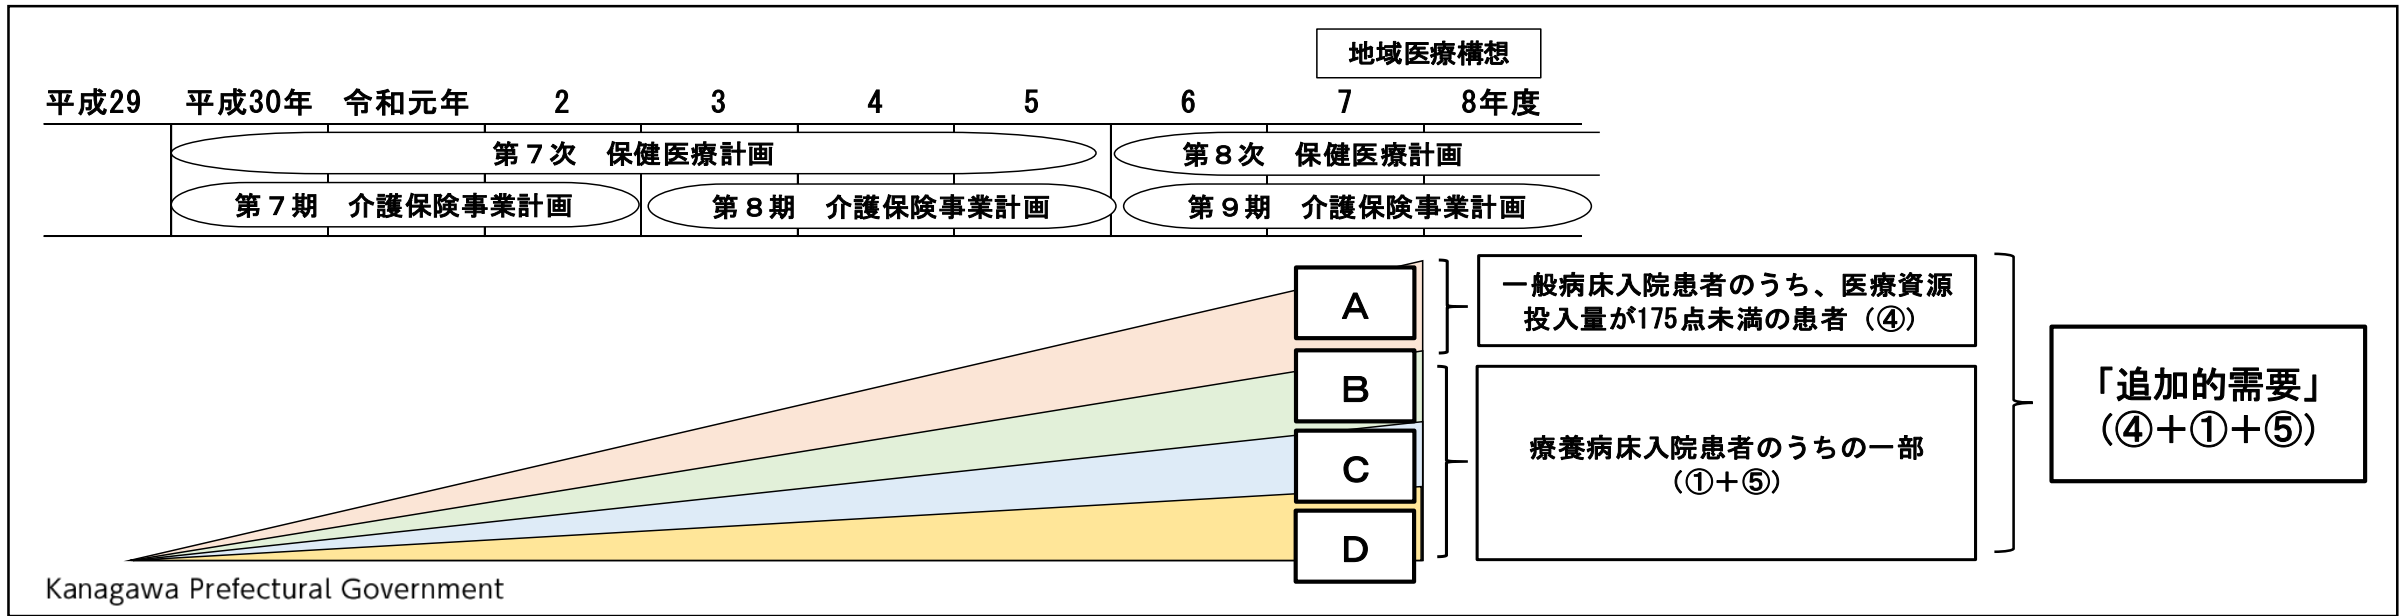 地域医療構想
平成29 平成30年 令和元年 2 3 4 5 6 7 8年度
第７次　保健医療計画 第８次　保健医療計画
第７期　介護保険事業計画 第８期　介護保険事業計画 第９期　介護保険事業計画
A
一般病床入院患者のうち、医療資源
投入量が175点未満の患者（④）
B
C
D
療養病床入院患者のうちの一部
（①＋⑤）
「追加的需要」
（④＋①＋⑤）
Kanagawa Prefectural Government